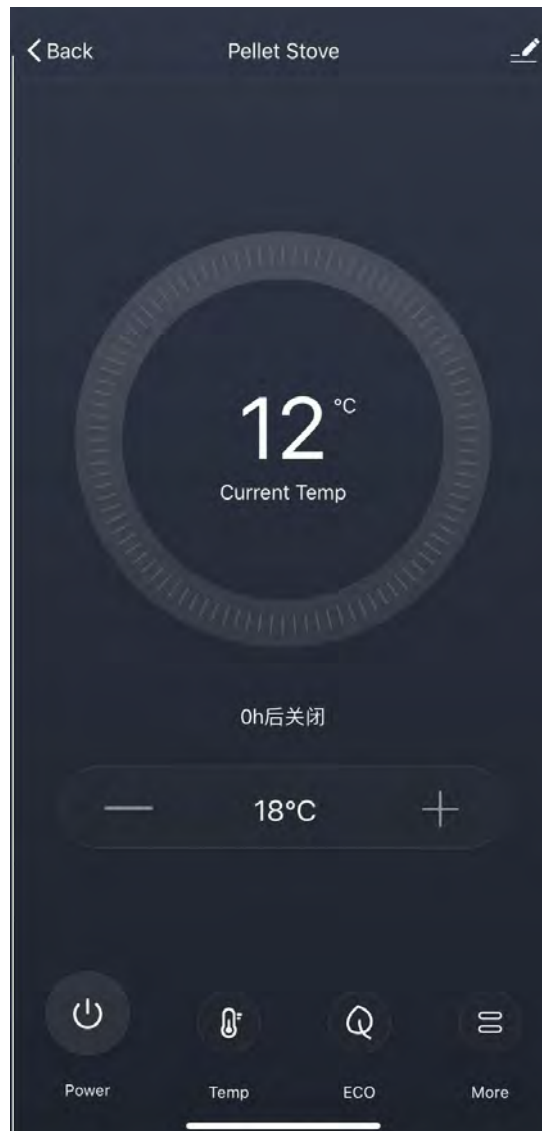 Back
Pellet Stove
12 °C
Current Temp
0h后关闭
18°C
Power
Temp
ECO
More